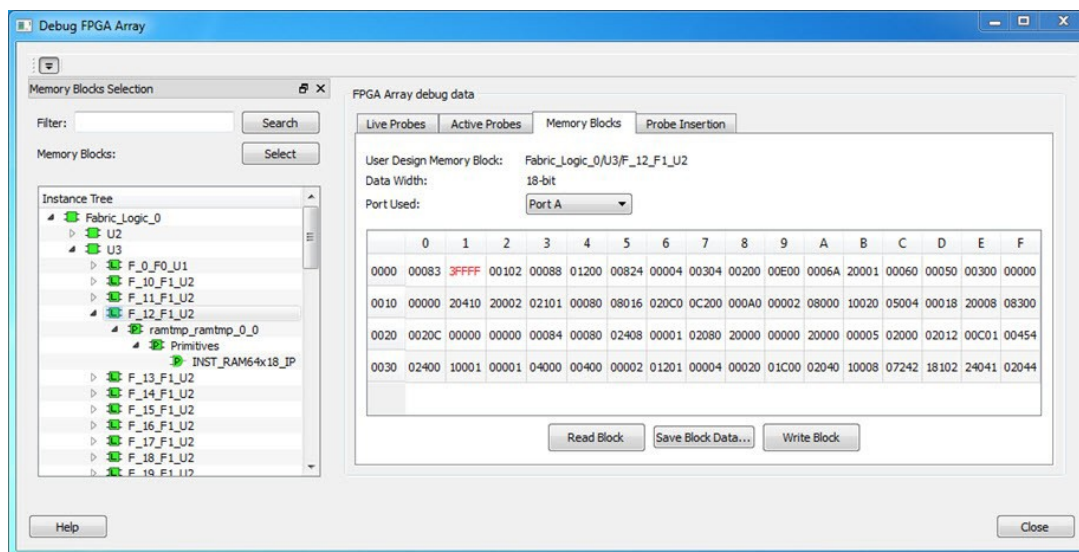 Debug FPGA Array
Memory Blocks Selection
Filter: Search
Memory Blocks: Select
Instance Tree
Fabric_Logic_0
U2
U3
F_0_F0_U1
F_10_F1_U2
F_11_F1_U2
F_12_F1_U2
ramtmp_ramtmp_0_0
Primitives
INST_RAM64x18_IP
F_13_F1_U2
F_14_F1_U2
F_15_F1_U2
F_16_F1_U2
F_17_F1_U2
F_18_F1_U2
F_19_F1_U2
FPGA Array debug data
Live Probes Active Probes Memory Blocks Probe Insertion
User Design Memory Block: Fabric_Logic_0/U3/F_12_F1_U2
Data Width: 18-bit
Port Used: Port A
0 1 2 3 4 5 6 7 8 9 A B C D E F
0000 00083 3FFFF 00102 00088 01200 00824 00004 00304 00200 00E00 0006A 20001 00060 00050 00300 00000
0010 00000 20410 20002 02101 00080 08016 020C0 0C200 000A0 00002 08000 10020 05004 00018 20008 08300
0020 0020C 00000 00000 00084 00080 02408 00001 02080 20000 00000 20000 00005 02000 02012 00C01 00454
0030 02400 10001 00001 04000 00400 00002 01201 00004 00020 01C00 02040 10008 07242 18102 24041 02044
Read Block Save Block Data... Write Block
Help Close